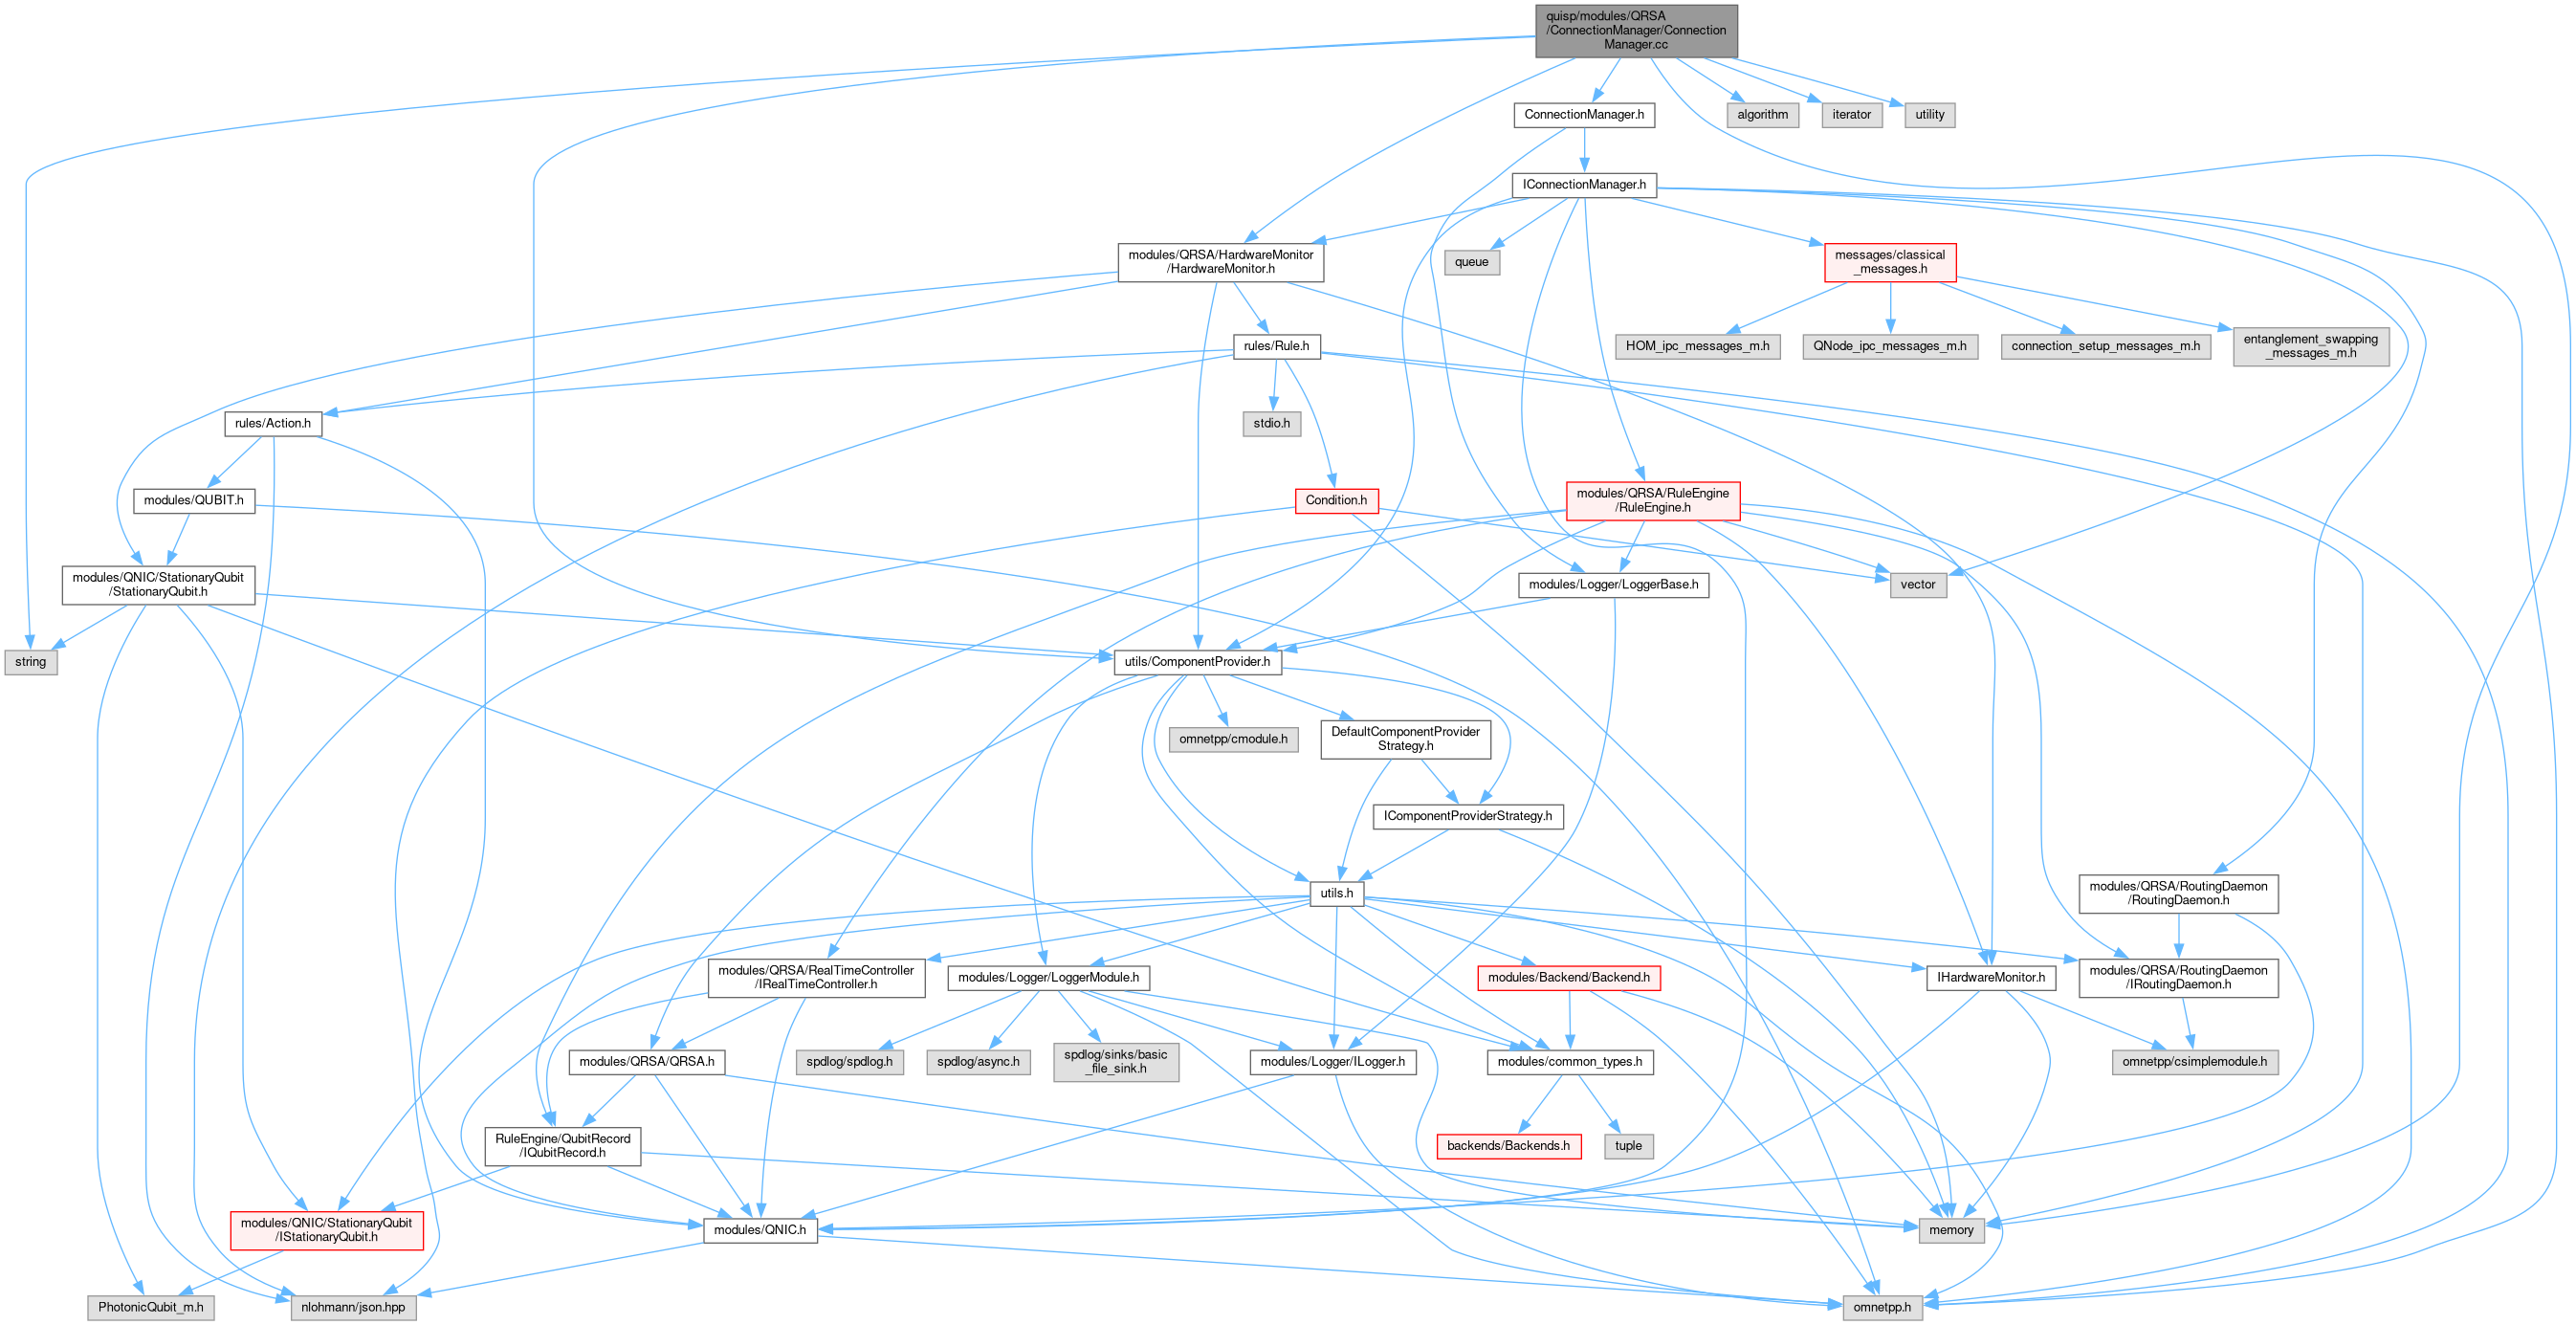 quisp/modules/QRSA
/ConnectionManager/Connection
Manager.cc
ConnectionManager.h
algorithm
iterator
utility
IConnectionManager.h
modules/QRSA/HardwareMonitor
/HardwareMonitor.h
queue
messages/classical
_messages.h
rules/Rule.h
HOM_ipc_messages_m.h
QNode_ipc_messages_m.h
connection_setup_messages_m.h
entanglement_swapping
_messages_m.h
rules/Action.h
stdio.h
modules/QUBIT.h
Condition.h
modules/QRSA/RuleEngine
/RuleEngine.h
modules/QNIC/StationaryQubit
/StationaryQubit.h
modules/Logger/LoggerBase.h
vector
string
utils/ComponentProvider.h
omnetpp/cmodule.h
DefaultComponentProvider
Strategy.h
IComponentProviderStrategy.h
utils.h
modules/QRSA/RoutingDaemon
/RoutingDaemon.h
modules/QRSA/RealTimeController
/IRealTimeController.h
modules/Logger/LoggerModule.h
modules/Backend/Backend.h
IHardwareMonitor.h
modules/QRSA/RoutingDaemon
/IRoutingDaemon.h
modules/QRSA/QRSA.h
spdlog/spdlog.h
spdlog/async.h
spdlog/sinks/basic
_file_sink.h
modules/Logger/ILogger.h
modules/common_types.h
omnetpp/csimplemodule.h
RuleEngine/QubitRecord
/IQubitRecord.h
backends/Backends.h
tuple
modules/QNIC/StationaryQubit
/IStationaryQubit.h
modules/QNIC.h
memory
PhotonicQubit_m.h
nlohmann/json.hpp
omnetpp.h